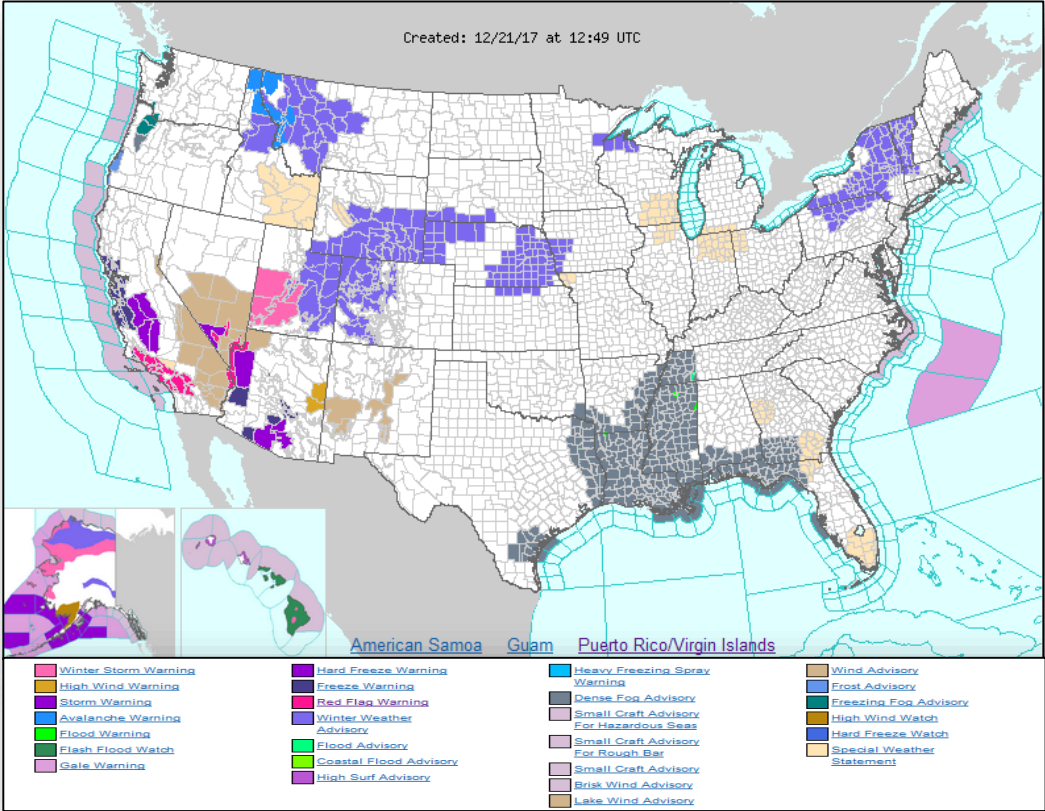 Created: 12/21/17 at 12:49 UTC
American Samoa Guam Puerto Rico/Virgin Islands
Winter Storm Warning
High Wind Warning
Storm Warning
Avalanche Warning
Flood Warning
Flash Flood Watch
Gale Warning
Hard Freeze Warning
Freeze Warning
Red Flag Warning
Winter Weather
Advisory
Flood Advisory
Coastal Flood Advisory
High Surf Advisory
Heavy Freezing Spray
Warning
Dense Fog Advisory
Small Craft Advisory
For Hazardous Seas
Small Craft Advisory
For Rough Bar
Small Craft Advisory
Brisk Wind Advisory
Lake Wind Advisory
Wind Advisory
Frost Advisory
Freezing Fog Advisory
High Wind Watch
Hard Freeze Watch
Special Weather
Statement